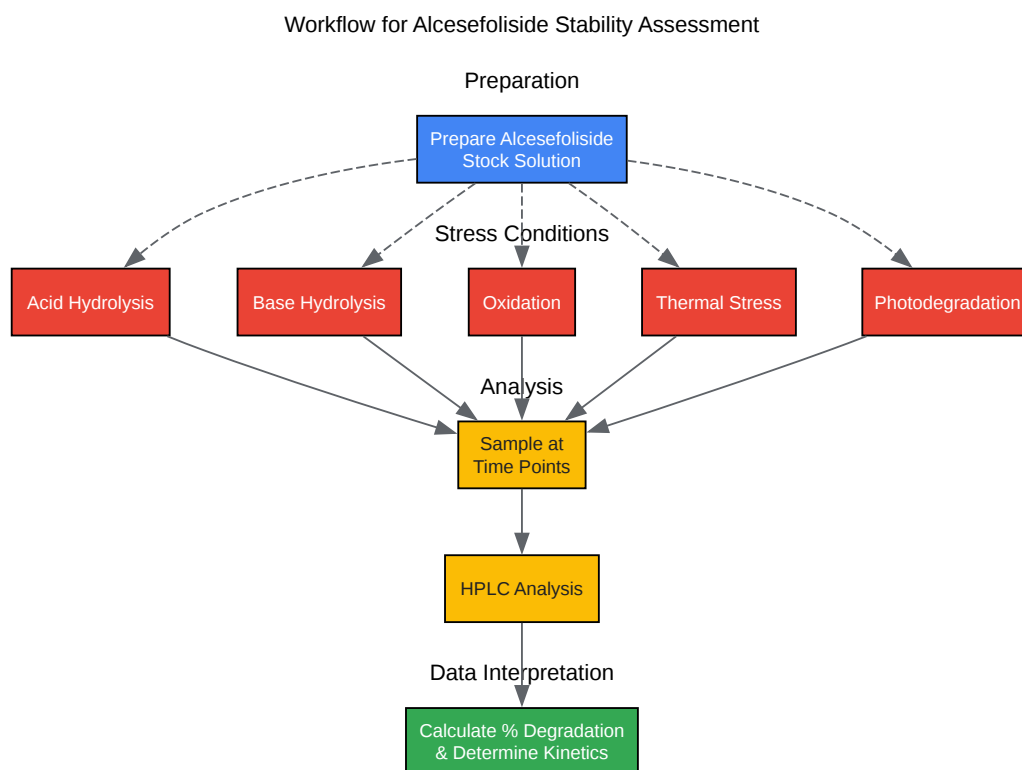 Workflow for Alcesefoliside Stability Assessment
Preparation
Prepare Alcesefoliside
Stock Solution
Stress Conditions
Acid Hydrolysis
Base Hydrolysis
Oxidation
Thermal Stress
Photodegradation
Analysis
Sample at
Time Points
HPLC Analysis
Data Interpretation
Calculate % Degradation
& Determine Kinetics